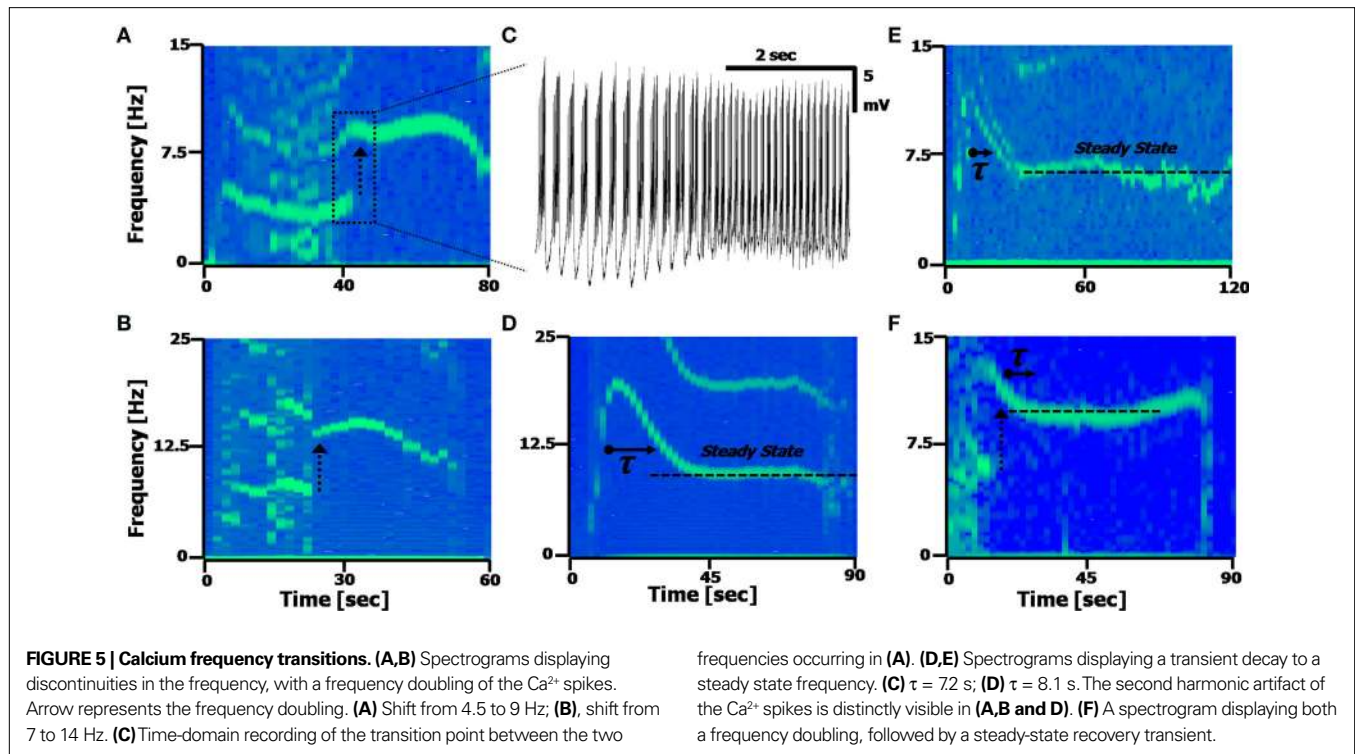 A
15
7.5
0
Frequency [Hz]
0
40
80
C
2 sec
5
mV
E
15
7.5
0
τ
Steady State
0
60
120
B
25
12.5
0
Frequency [Hz]
0
30
60
Time [sec]
D
25
12.5
0
τ
Steady State
0
45
90
Time [sec]
F
15
7.5
0
τ
0
45
90
Time [sec]
FIGURE 5 | Calcium frequency transitions. (A,B) Spectrograms displaying
discontinuities in the frequency, with a frequency doubling of the Ca²⁺ spikes.
Arrow represents the frequency doubling. (A) Shift from 4.5 to 9 Hz; (B), shift from
7 to 14 Hz. (C) Time-domain recording of the transition point between the two
frequencies occurring in (A). (D,E) Spectrograms displaying a transient decay to a
steady state frequency. (C) τ = 7.2 s; (D) τ = 8.1 s. The second harmonic artifact of
the Ca²⁺ spikes is distinctly visible in (A,B and D). (F) A spectrogram displaying both
a frequency doubling, followed by a steady-state recovery transient.